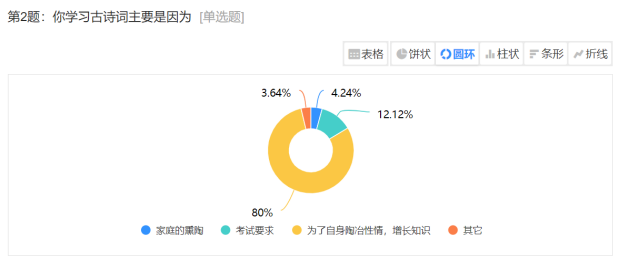 第2题：你学习古诗词主要是因为 [单选题]
表格 饼状 圆环 柱状 条形 折线
3.64% 4.24%
12.12%
80%
家庭的熏陶 考试要求 为了自身陶冶性情，增长知识 其它